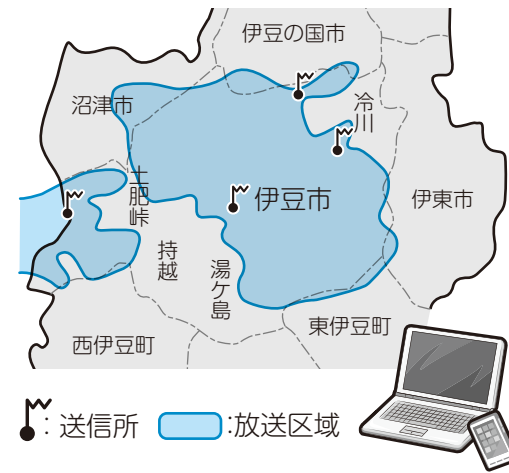 伊豆の国市
沼津市
冷川
土肥峠
伊豆市
伊東市
持越
湯ケ島
東伊豆町
西伊豆町
:送信所
:放送区域